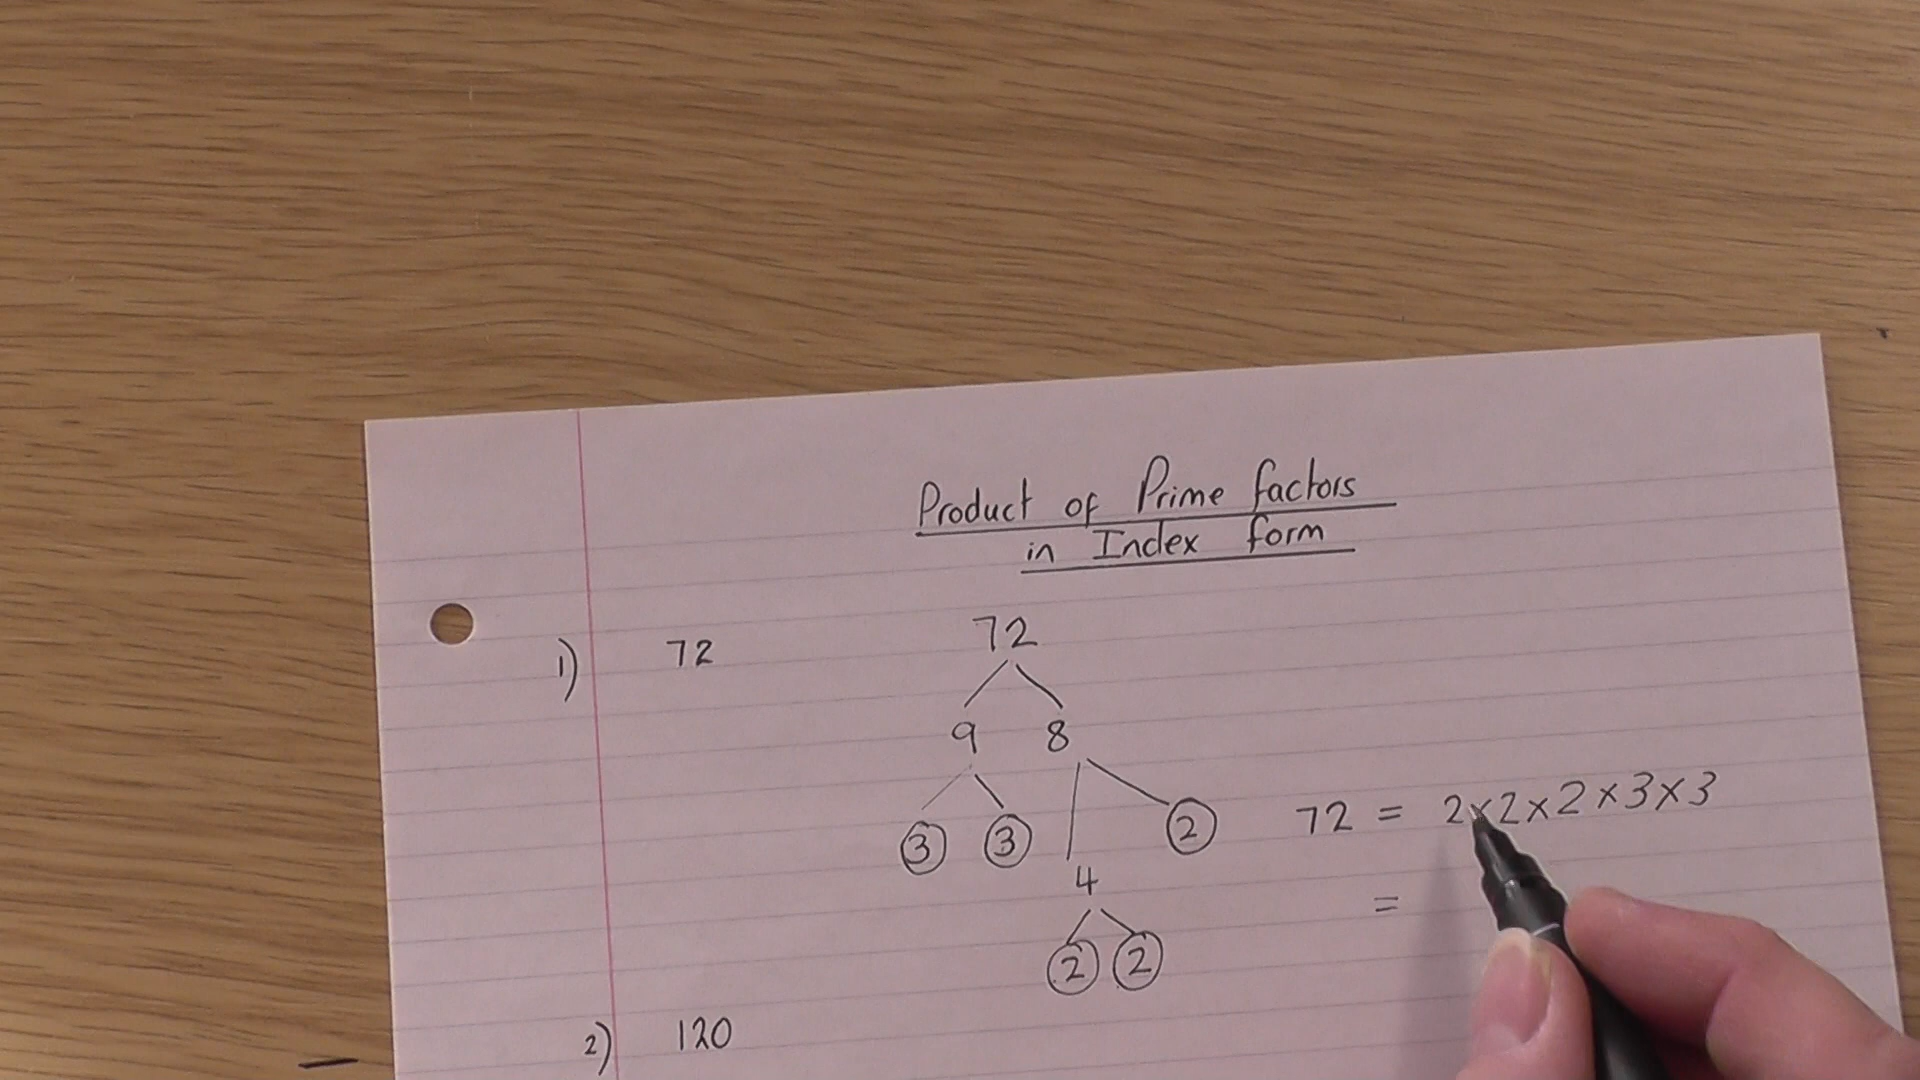 Product of Prime factors
in Index form
1) 72
72
9 8
3 3 2
72 = 2×2×2×3×3
4
=
2 2
2) 120